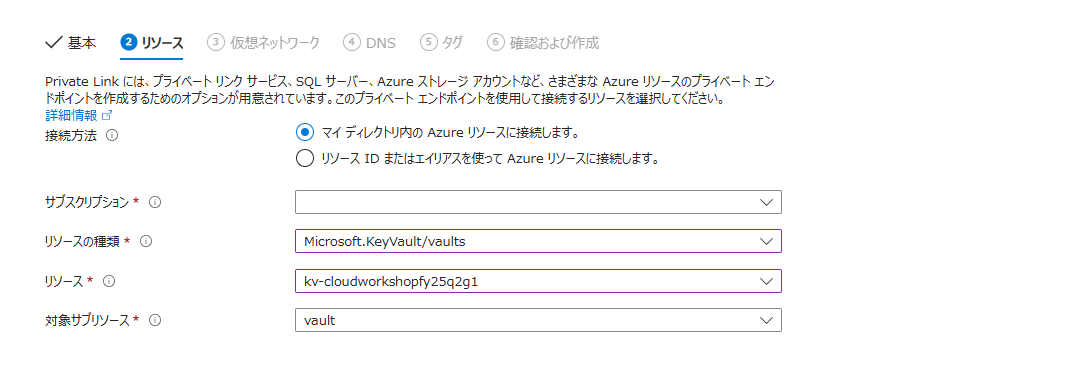 基本 2 リソース 3 仮想ネットワーク 4 DNS 5 タグ 6 確認および作成
Private Link には、プライベート リンク サービス、SQL サーバー、Azure ストレージ アカウントなど、さまざまな Azure リソースのプライベート エン
ドポイントを作成するためのオプションが用意されています。このプライベート エンドポイントを使用して接続するリソースを選択してください。
詳細情報
接続方法 マイ ディレクトリ内の Azure リソースに接続します。
リソース ID またはエイリアスを使って Azure リソースに接続します。
サブスクリプション *
リソースの種類 * Microsoft.KeyVault/vaults
リソース * kv-cloudworkshopfy25q2g1
対象サブリソース * vault